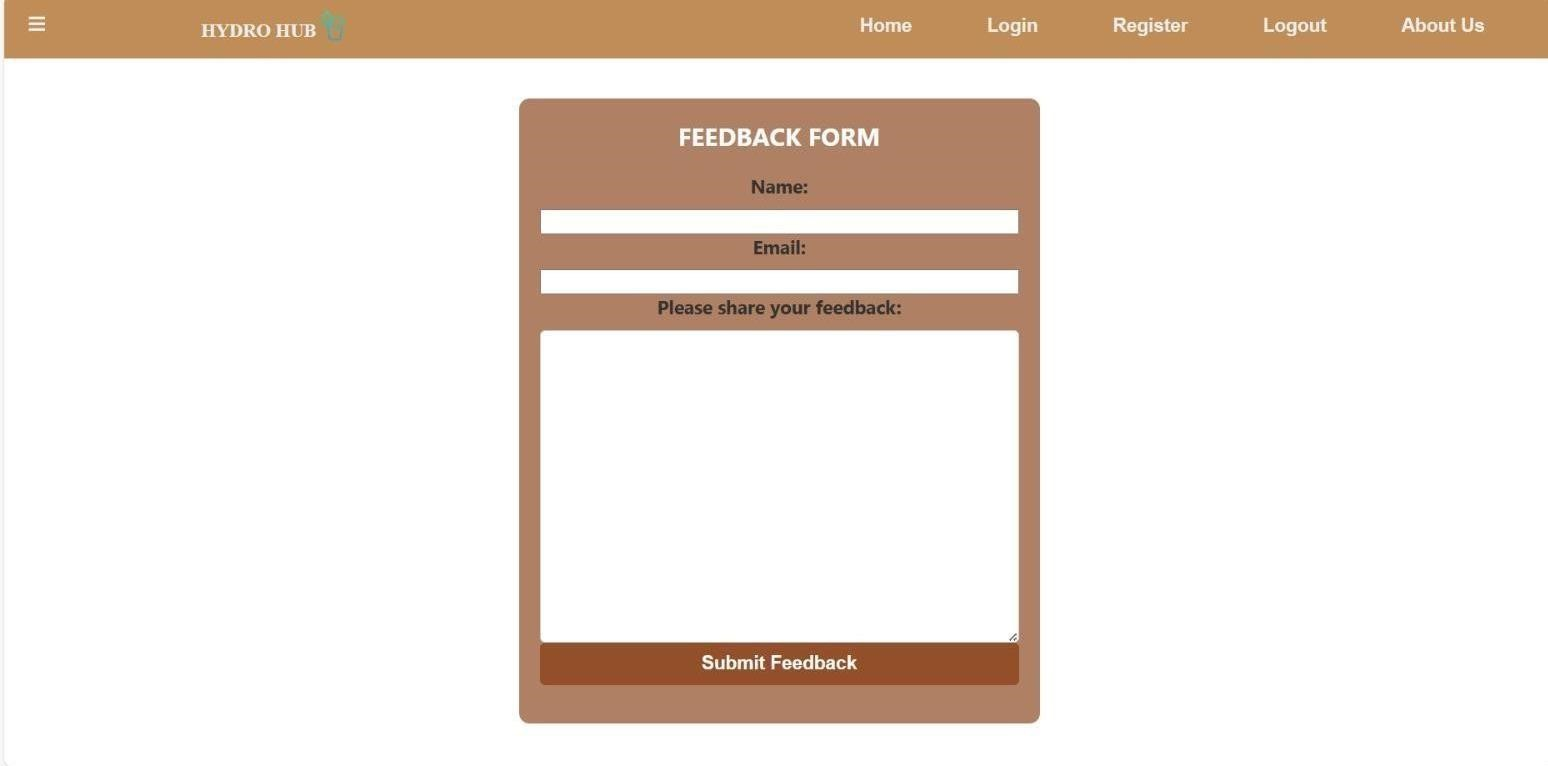 HYDRO HUB Home Login Register Logout About Us
FEEDBACK FORM
Name:
Email:
Please share your feedback:
Submit Feedback